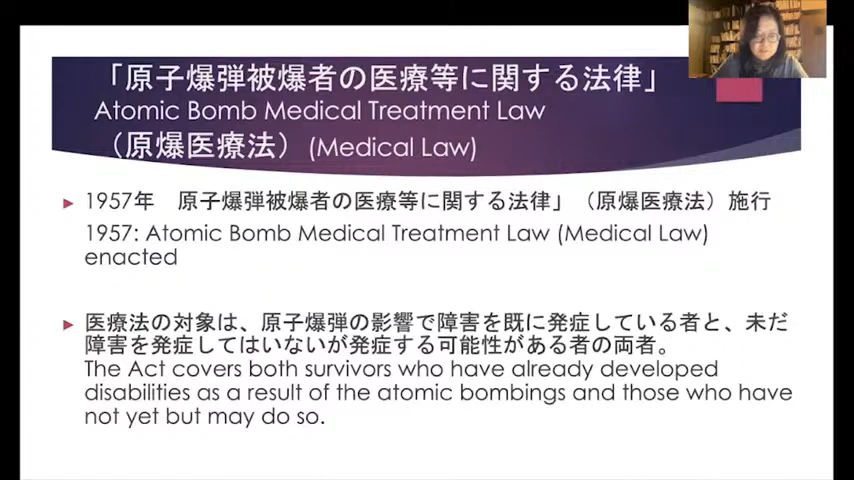 「原子爆弾被爆者の医療等に関する法律」
Atomic Bomb Medical Treatment Law
（原爆医療法）(Medical Law)
1957年　原子爆弾被爆者の医療等に関する法律」（原爆医療法）施行
1957: Atomic Bomb Medical Treatment Law (Medical Law)
enacted
医療法の対象は、原子爆弾の影響で障害を既に発症している者と、未だ
障害を発症してはいないが発症する可能性がある者の両者。
The Act covers both survivors who have already developed
disabilities as a result of the atomic bombings and those who have
not yet but may do so.